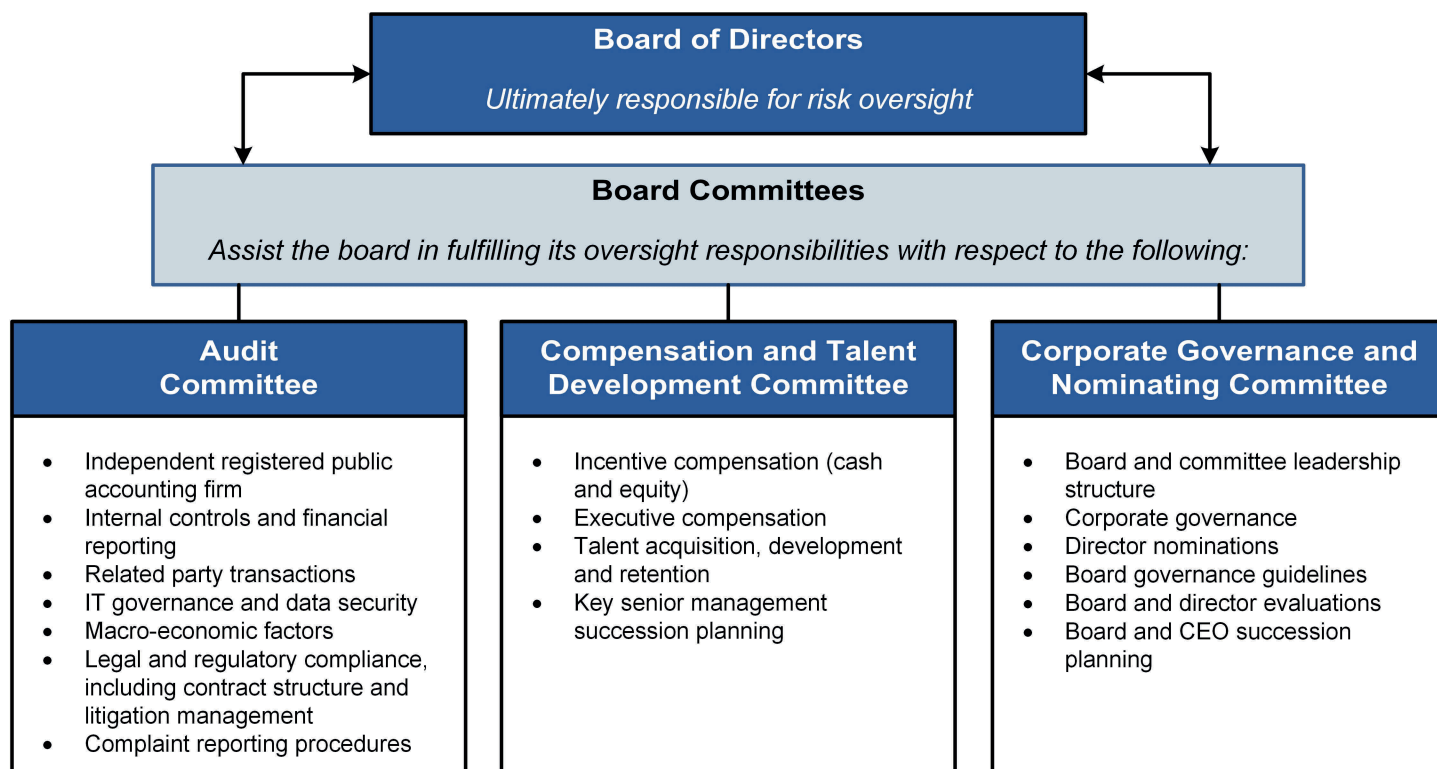 Board of Directors
Ultimately responsible for risk oversight
Board Committees
Assist the board in fulfilling its oversight responsibilities with respect to the following:
Audit
Committee
• Independent registered public
accounting firm
• Internal controls and financial
reporting
• Related party transactions
• IT governance and data security
• Macro-economic factors
• Legal and regulatory compliance,
including contract structure and
litigation management
• Complaint reporting procedures
Compensation and Talent
Development Committee
• Incentive compensation (cash
and equity)
• Executive compensation
• Talent acquisition, development
and retention
• Key senior management
succession planning
Corporate Governance and
Nominating Committee
• Board and committee leadership
structure
• Corporate governance
• Director nominations
• Board governance guidelines
• Board and director evaluations
• Board and CEO succession
planning